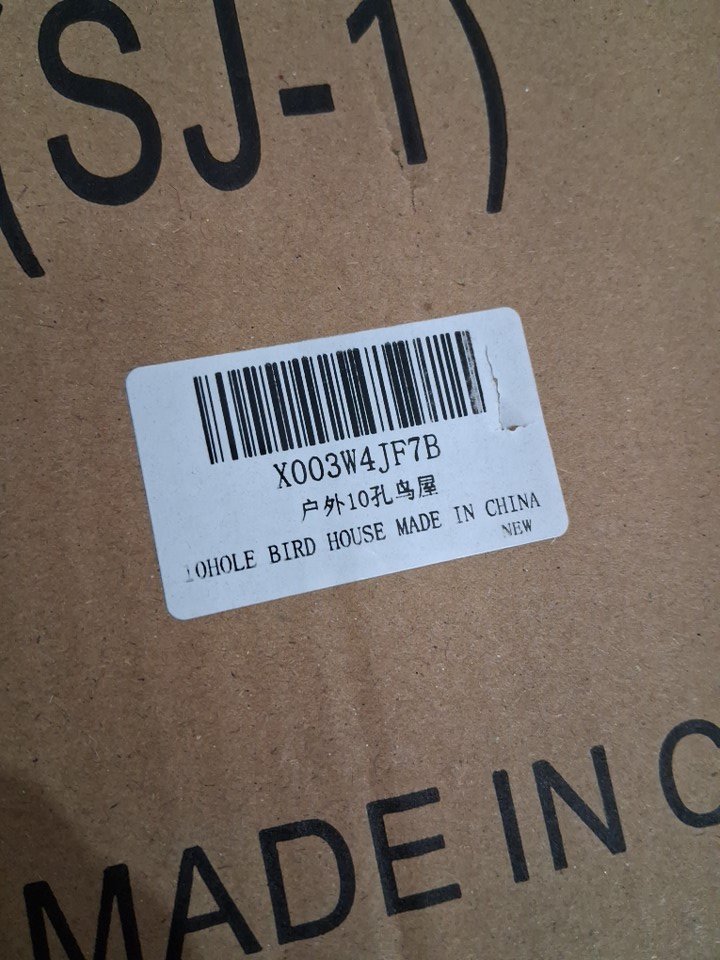 (SJ-1)
X003W4JF7B
户外10孔鸟屋
10HOLE BIRD HOUSE MADE IN CHINA
NEW
MADE IN C